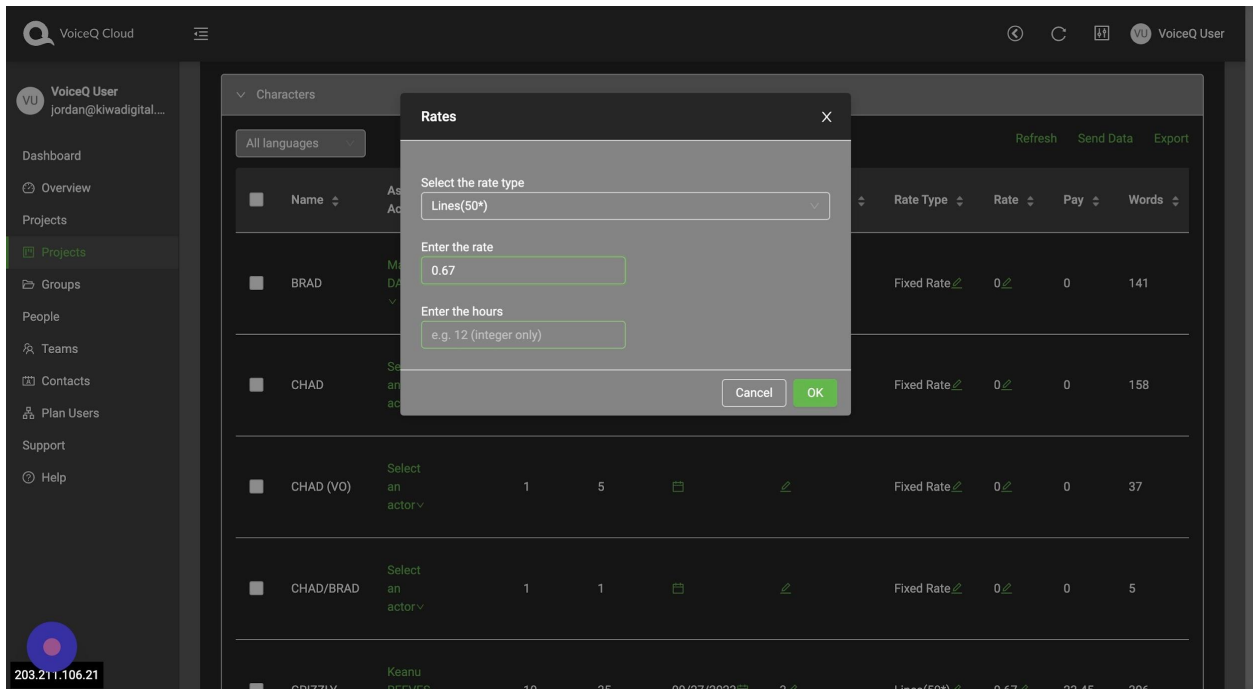 VoiceQ Cloud
VU VoiceQ User
VU VoiceQ User
jordan@kiwadigital....
Dashboard
Overview
Projects
Projects
Groups
People
Teams
Contacts
Plan Users
Support
Help
203.211.106.21
Characters
All languages
Refresh Send Data Export
Name Rate Type Rate Pay Words
Rates X
Select the rate type
Lines(50*)
Enter the rate
0.67
Enter the hours
e.g. 12 (integer only)
Cancel OK
BRAD Fixed Rate 0 0 141
CHAD Fixed Rate 0 0 158
Select
CHAD (VO) an 1 5 Fixed Rate 0 0 37
actor
Select
CHAD/BRAD an 1 1 Fixed Rate 0 0 5
actor
Keanu